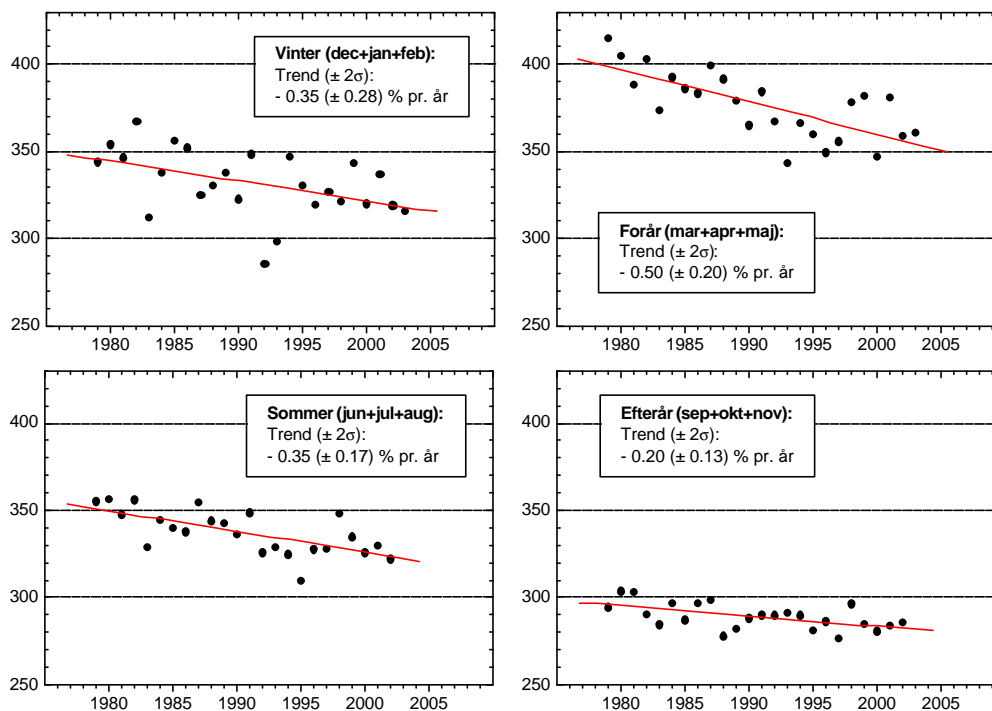 400
350
300
250
Vinter (dec+jan+feb):
Trend (± 2σ):
- 0.35 (± 0.28) % pr. år
1980 1985 1990 1995 2000 2005
400
350
300
250
Forår (mar+apr+maj):
Trend (± 2σ):
- 0.50 (± 0.20) % pr. år
1980 1985 1990 1995 2000 2005
400
350
300
250
Sommer (jun+jul+aug):
Trend (± 2σ):
- 0.35 (± 0.17) % pr. år
1980 1985 1990 1995 2000 2005
400
350
300
250
Efterår (sep+okt+nov):
Trend (± 2σ):
- 0.20 (± 0.13) % pr. år
1980 1985 1990 1995 2000 2005